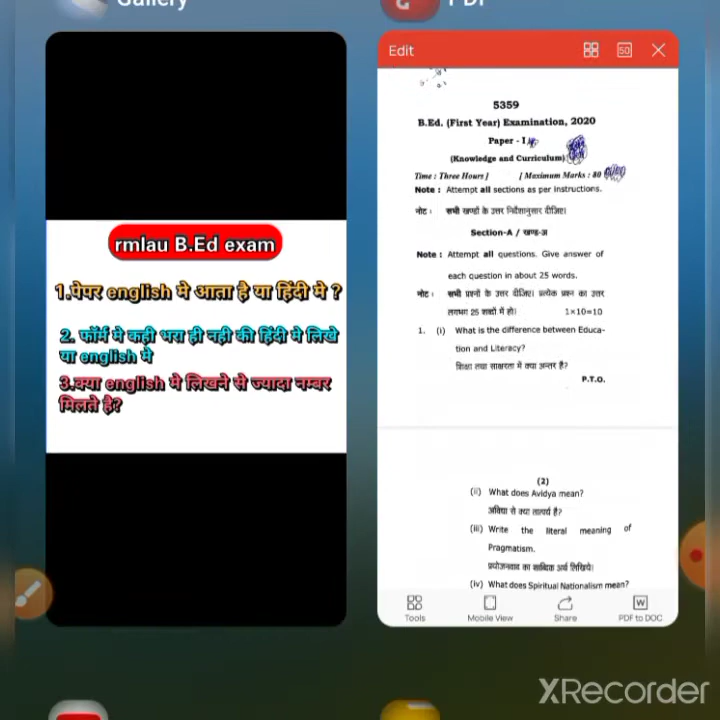 Gallery
PDF
rmlau B.Ed exam
1.पेपर english मे आता है या हिंदी मे ?
2. फॉर्म मे कही भरा ही नही की हिंदी मे लिखे
या english मे
3.क्या english मे लिखने से ज्यादा नम्बर
मिलते है?
Edit
50
5359
B.Ed. (First Year) Examination, 2020
Paper - I
(Knowledge and Curriculum)
Time : Three Hours ] [ Maximum Marks : 80
Note : Attempt all sections as per instructions.
नोट : सभी खण्डों के उत्तर निर्देशानुसार दीजिए।
Section-A / खण्ड-अ
Note : Attempt all questions. Give answer of
each question in about 25 words.
नोट : सभी प्रश्नों के उत्तर दीजिए। प्रत्येक प्रश्न का उत्तर
लगभग 25 शब्दों में हो। 1×10=10
1. (i) What is the difference between Educa-
tion and Literacy?
शिक्षा तथा साक्षरता में क्या अन्तर है?
P.T.O.
(2)
(ii) What does Avidya mean?
अविद्या से क्या तात्पर्य है?
(iii) Write the literal meaning of
Pragmatism.
प्रयोजनवाद का शाब्दिक अर्थ लिखिये।
(iv) What does Spiritual Nationalism mean?
Tools
Mobile View
Share
W
PDF to DOC
XRecorder